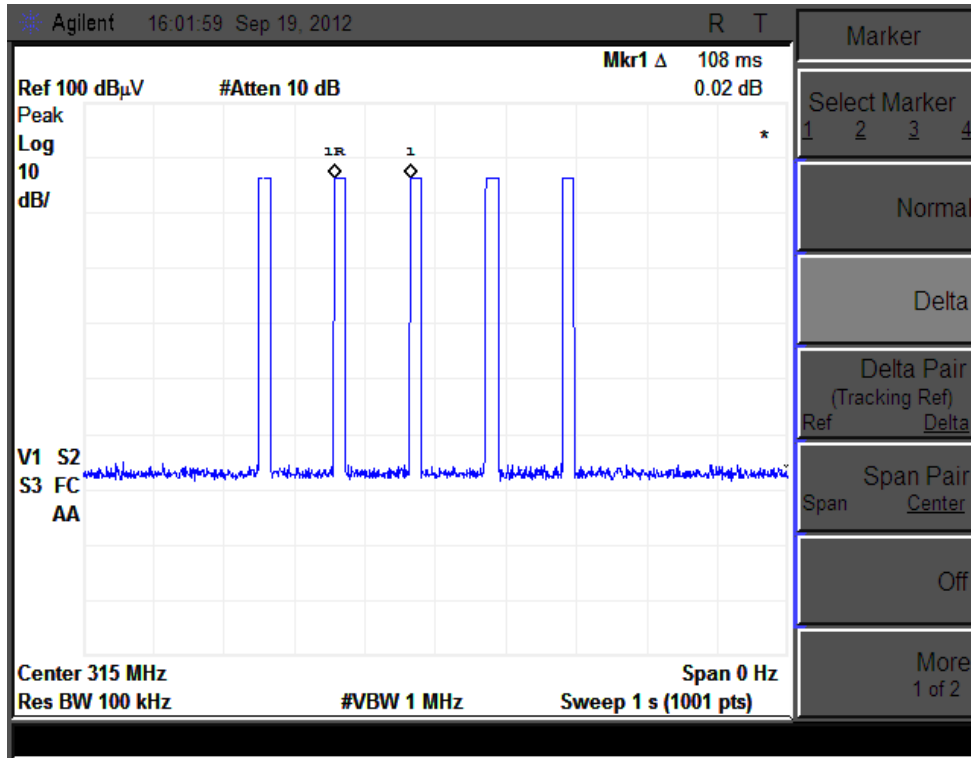 Agilent 16:01:59 Sep 19, 2012 R T
Mkr1 Δ 108 ms
Ref 100 dBµV #Atten 10 dB 0.02 dB
Peak
Log
10
dB/
*
1R 1
V1 S2
S3 FC
AA
Center 315 MHz Span 0 Hz
Res BW 100 kHz #VBW 1 MHz Sweep 1 s (1001 pts)
Marker
Select Marker
1 2 3 4
Normal
Delta
Delta Pair
(Tracking Ref)
Ref Delta
Span Pair
Span Center
Off
More
1 of 2